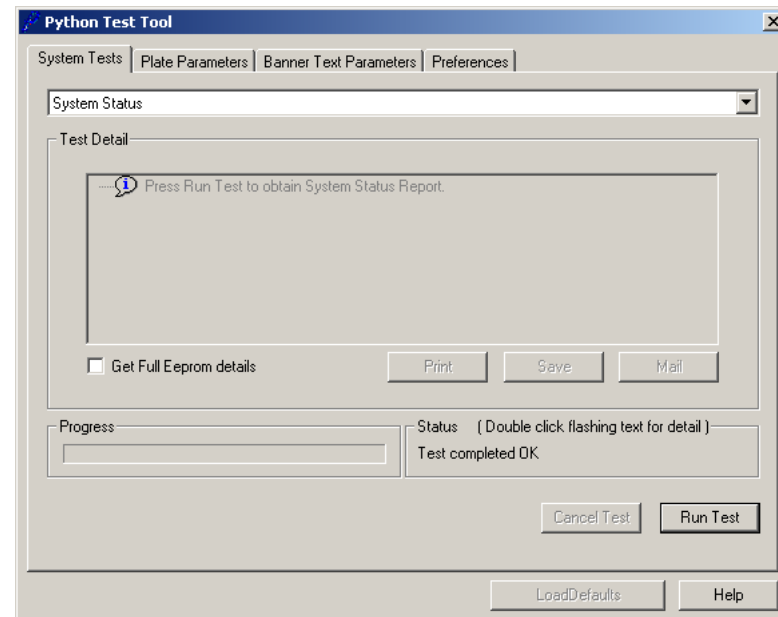 Python Test Tool
System Tests Plate Parameters Banner Text Parameters Preferences
System Status
Test Detail
Press Run Test to obtain System Status Report.
Get Full Eeprom details Print Save Mail
Progress Status ( Double click flashing text for detail )
Test completed OK
Cancel Test Run Test
LoadDefaults Help